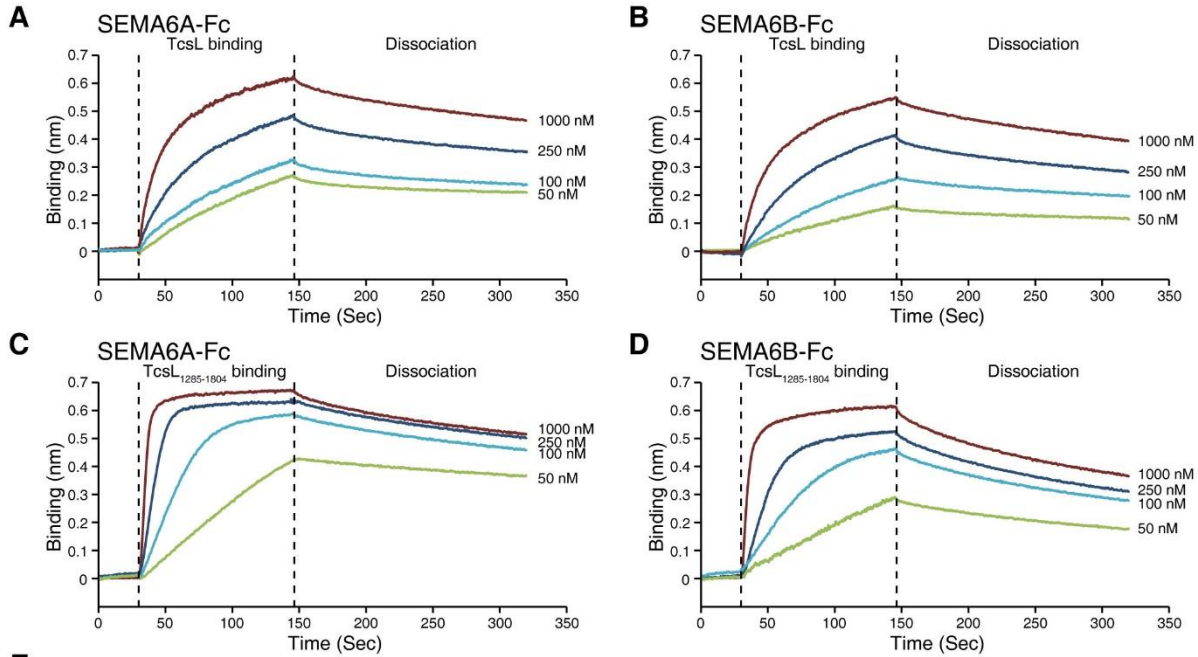 A
SEMA6A-Fc
TcsL binding
Dissociation
Binding (nm)
0.7
0.6
0.5
0.4
0.3
0.2
0.1
0
1000 nM
250 nM
100 nM
50 nM
0 50 100 150 200 250 300 350
Time (Sec)
B
SEMA6B-Fc
TcsL binding
Dissociation
Binding (nm)
0.7
0.6
0.5
0.4
0.3
0.2
0.1
0
1000 nM
250 nM
100 nM
50 nM
0 50 100 150 200 250 300 350
Time (Sec)
C
SEMA6A-Fc
TcsL1285-1804 binding
Dissociation
Binding (nm)
0.7
0.6
0.5
0.4
0.3
0.2
0.1
0
1000 nM
250 nM
100 nM
50 nM
0 50 100 150 200 250 300 350
Time (Sec)
D
SEMA6B-Fc
TcsL1285-1804 binding
Dissociation
Binding (nm)
0.7
0.6
0.5
0.4
0.3
0.2
0.1
0
1000 nM
250 nM
100 nM
50 nM
0 50 100 150 200 250 300 350
Time (Sec)